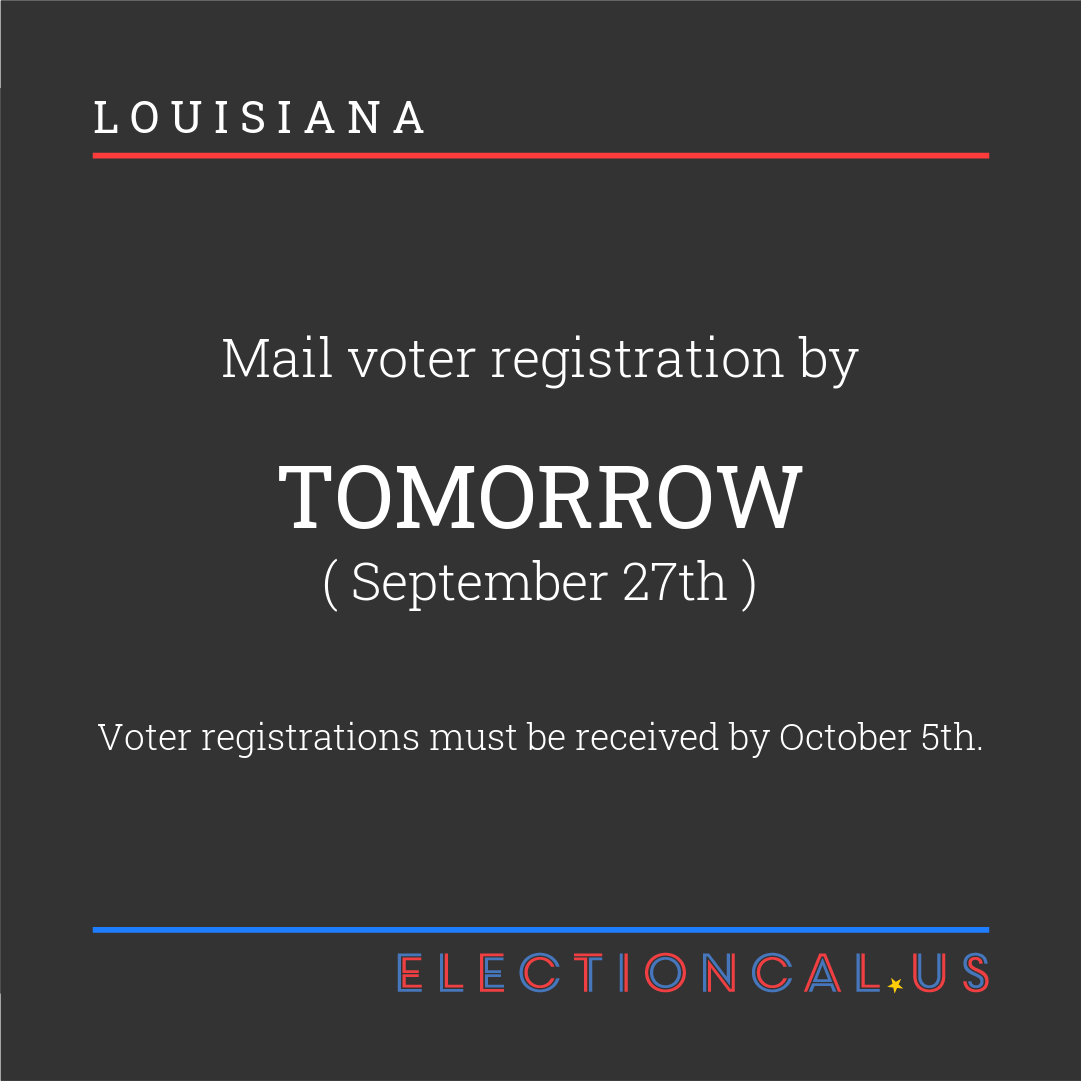 LOUISIANA
Mail voter registration by
TOMORROW
( September 27th )
Voter registrations must be received by October 5th.
ELECTIONCAL.US